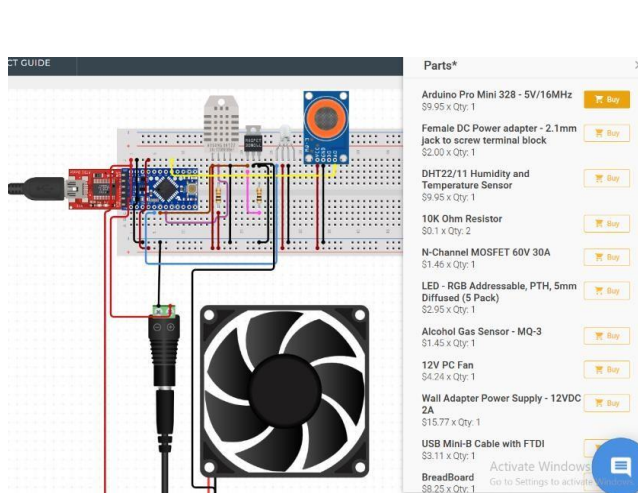 CT GUIDE
Parts*
Arduino Pro Mini 328 - 5V/16MHz
$9.95 x Qty: 1
Buy
Female DC Power adapter - 2.1mm
jack to screw terminal block
$2.00 x Qty: 1
Buy
DHT22/11 Humidity and
Temperature Sensor
$9.95 x Qty: 1
Buy
10K Ohm Resistor
$0.1 x Qty: 2
Buy
N-Channel MOSFET 60V 30A
$1.46 x Qty: 1
Buy
LED - RGB Addressable, PTH, 5mm
Diffused (5 Pack)
$2.95 x Qty: 1
Buy
Alcohol Gas Sensor - MQ-3
$1.45 x Qty: 1
Buy
12V PC Fan
$4.24 x Qty: 1
Buy
Wall Adapter Power Supply - 12VDC
2A
$15.77 x Qty: 1
Buy
USB Mini-B Cable with FTDI
$3.11 x Qty: 1
BreadBoard
$8.25 x Qty: 1
Activate Windows
Go to Settings to activate Windows.